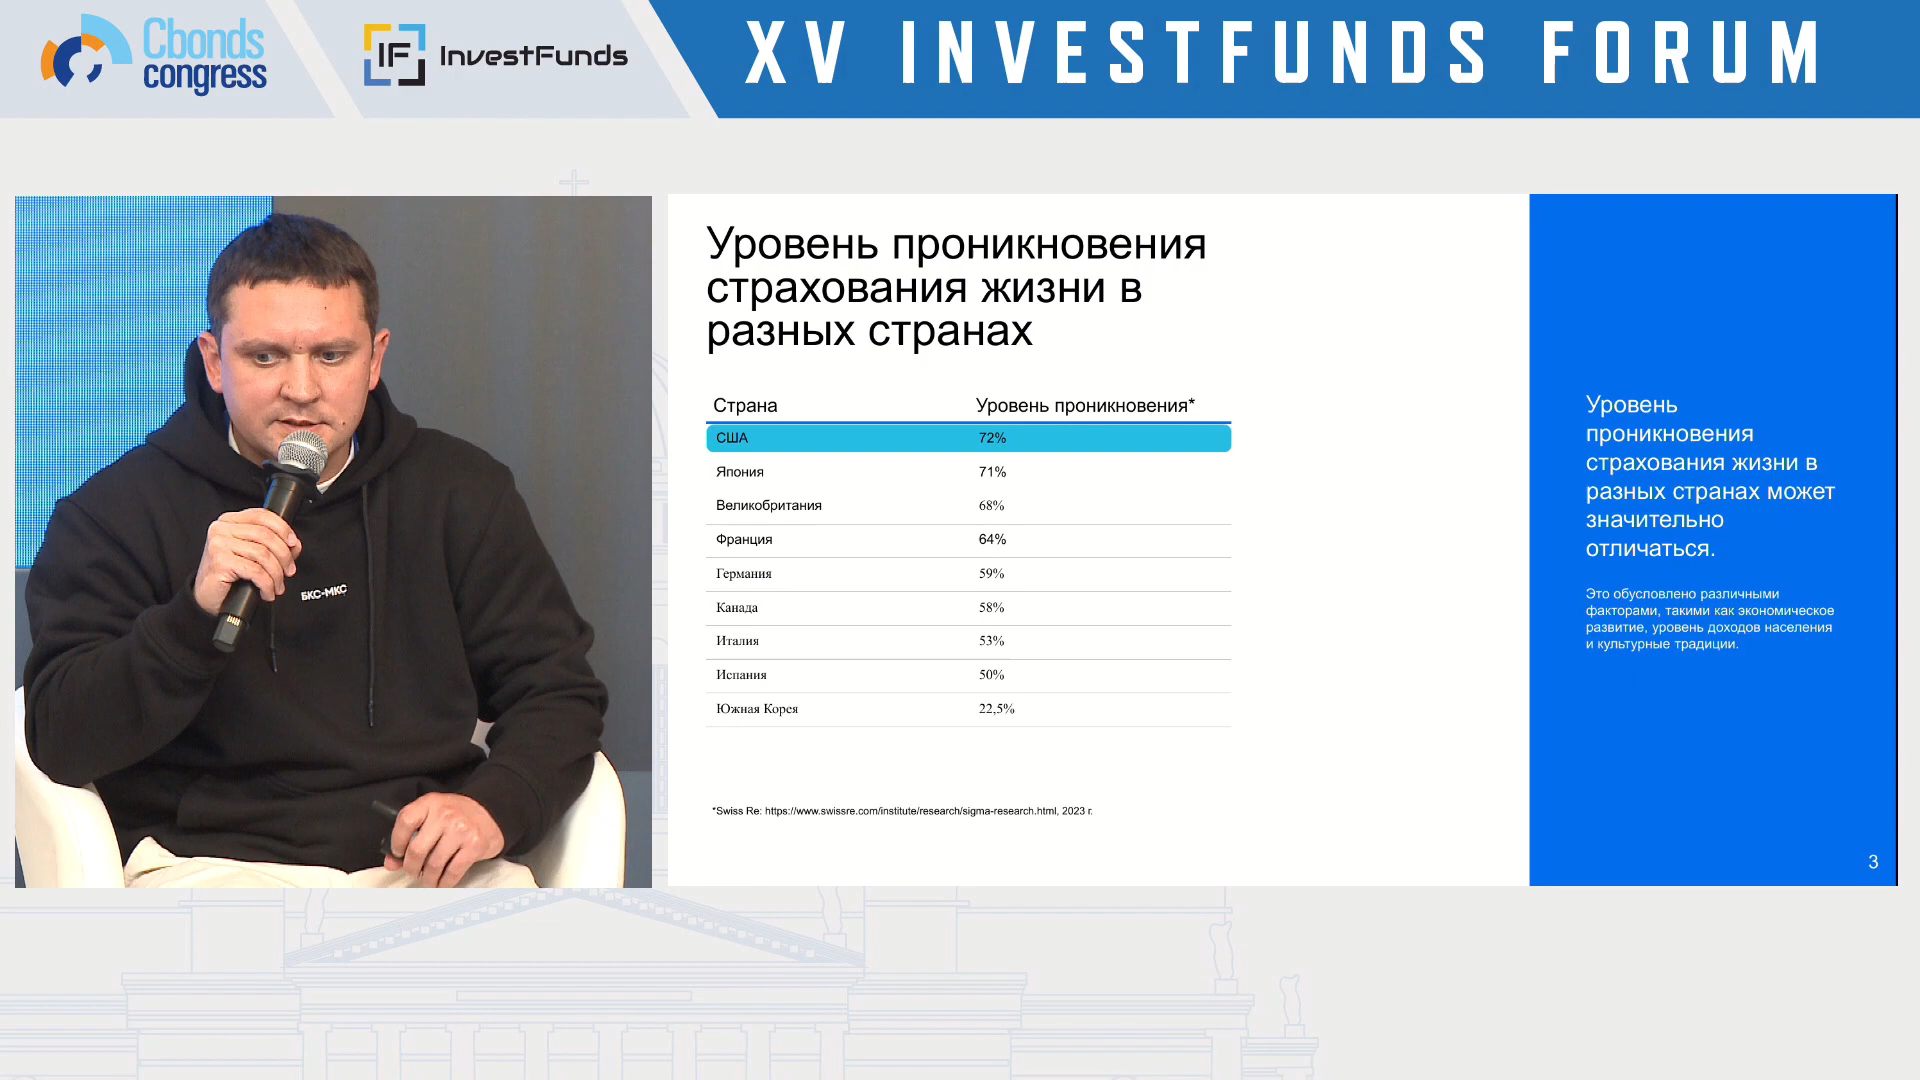 Cbonds
congress
IF InvestFunds
XV INVESTFUNDS FORUM
БКС-МКС
Уровень проникновения
страхования жизни в
разных странах
Страна Уровень проникновения*
США 72%
Япония 71%
Великобритания 68%
Франция 64%
Германия 59%
Канада 58%
Италия 53%
Испания 50%
Южная Корея 22,5%
*Swiss Re: https://www.swissre.com/institute/research/sigma-research.html, 2023 г.
Уровень
проникновения
страхования жизни в
разных странах может
значительно
отличаться.
Это обусловлено различными
факторами, такими как экономическое
развитие, уровень доходов населения
и культурные традиции.
3